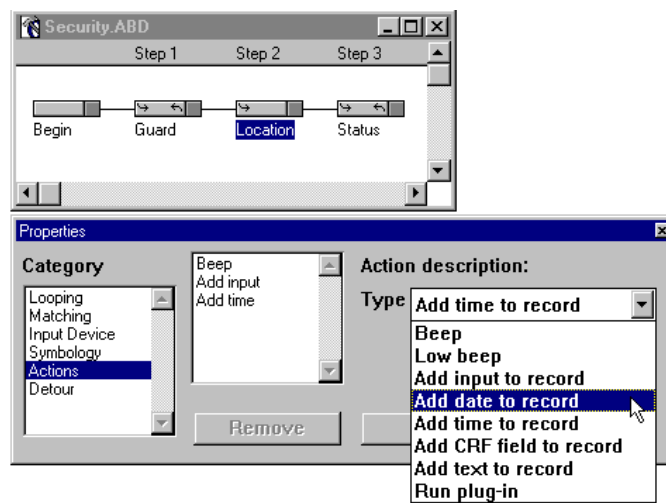 Security.ABD
Step 1 Step 2 Step 3
Begin Guard Location Status
Properties
Category
Looping
Matching
Input Device
Symbology
Actions
Detour
Beep
Add input
Add time
Remove
Action description:
Type Add time to record
Beep
Low beep
Add input to record
Add date to record
Add time to record
Add CRF field to record
Add text to record
Run plug-in